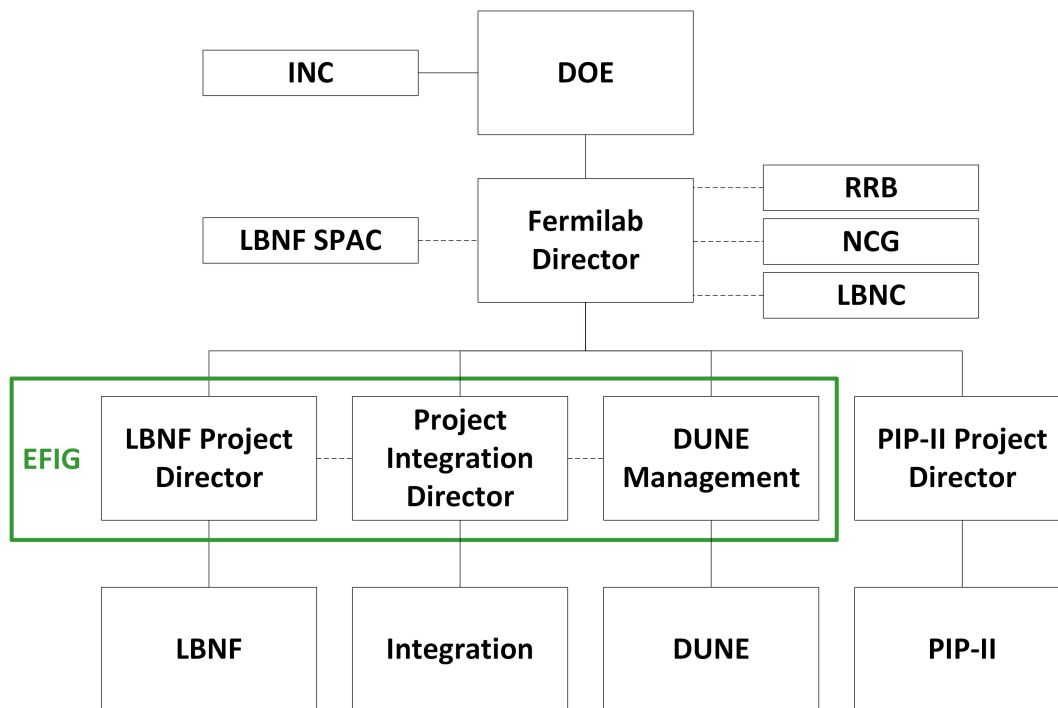 INC
DOE
RRB
Fermilab
Director
LBNF SPAC
NCG
LBNC
EFIG
LBNF Project
Director
Project
Integration
Director
DUNE
Management
PIP-II Project
Director
LBNF
Integration
DUNE
PIP-II